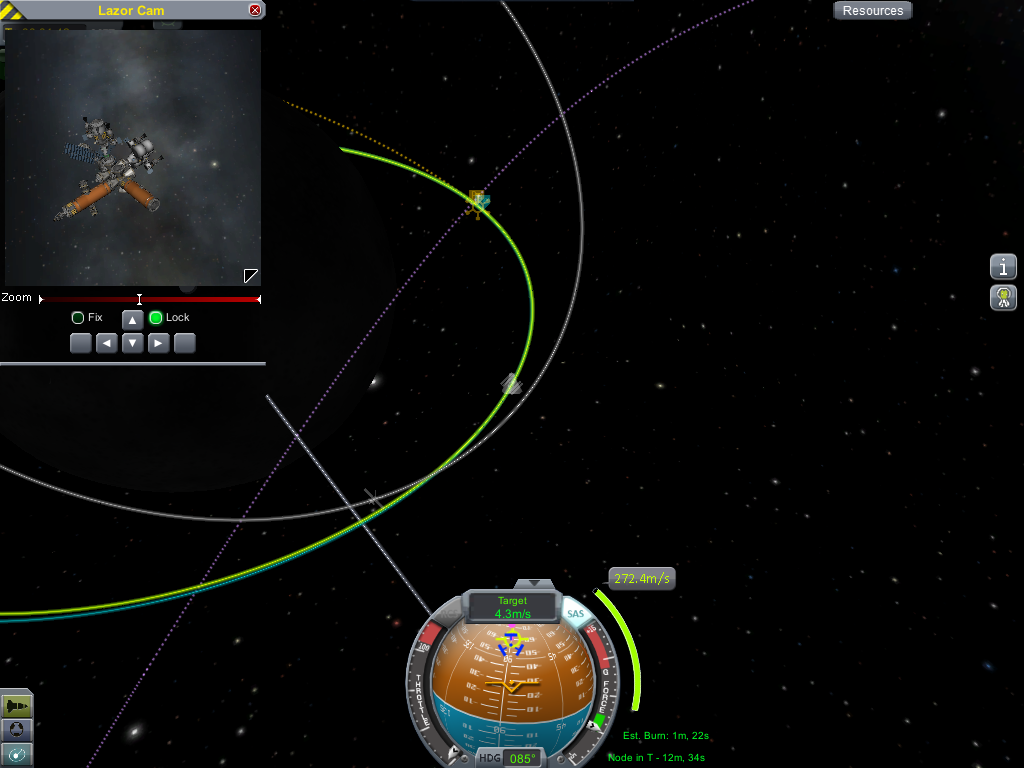 Lazor Cam
Resources
Zoom
Fix
Lock
272.4m/s
Target
4.3m/s
SAS
100
THROTTLE
G FORCE
HDG 085°
Est. Burn: 1m, 22s
Node in T - 12m, 34s